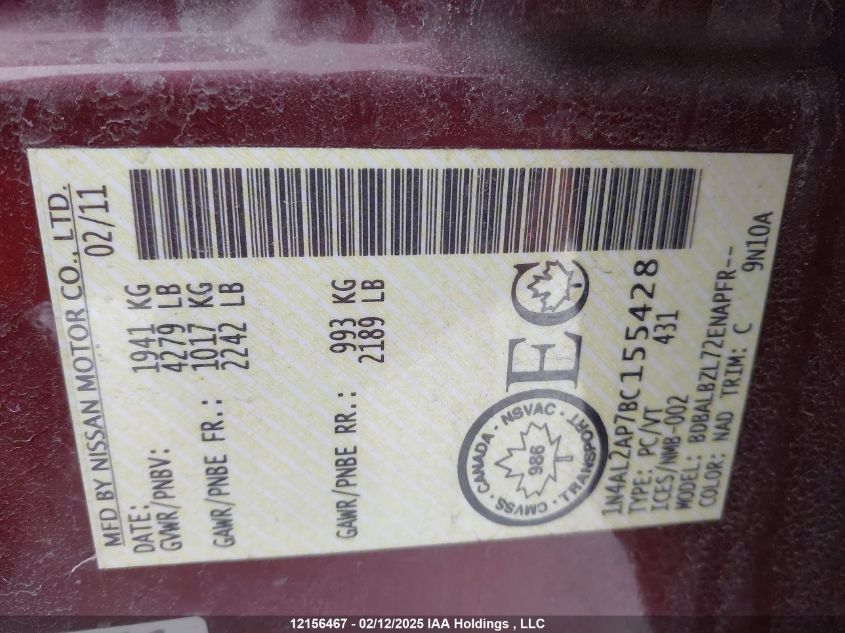 MFD BY NISSAN MOTOR CO., LTD.
DATE: 02/11
GVWR/PNBV: 1941 KG
4279 LB
GAWR/PNBE FR.: 1017 KG
2242 LB
GAWR/PNBE RR.: 993 KG
2189 LB
CANADA · NSVAC · TRANSPORT · CMVSS ·
986
EC
1N4AL2AP7BC155428
TYPE: PC/VT 431
ICES/NMB-002
MODEL: BDBALBZL72ENAPFR--
COLOR: NAD TRIM: C 9N10A
12156467 - 02/12/2025 IAA Holdings , LLC